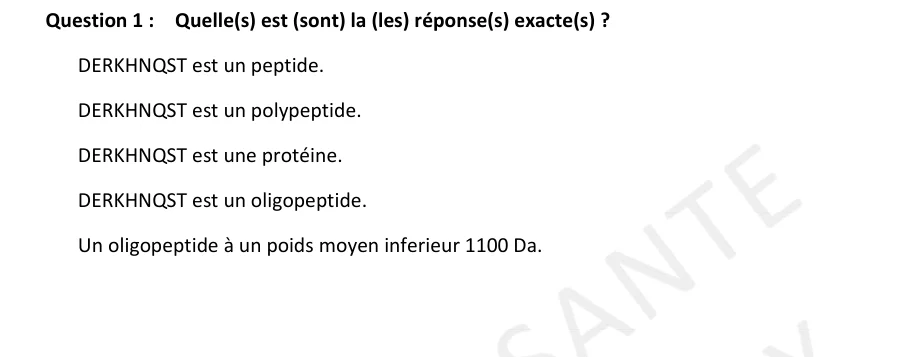 Question 1 : Quelle(s) est (sont) la (les) réponse(s) exacte(s) ?
DERKHNQST est un peptide.
DERKHNQST est un polypeptide.
DERKHNQST est une protéine.
DERKHNQST est un oligopeptide.
Un oligopeptide à un poids moyen inferieur 1100 Da.
SANTE